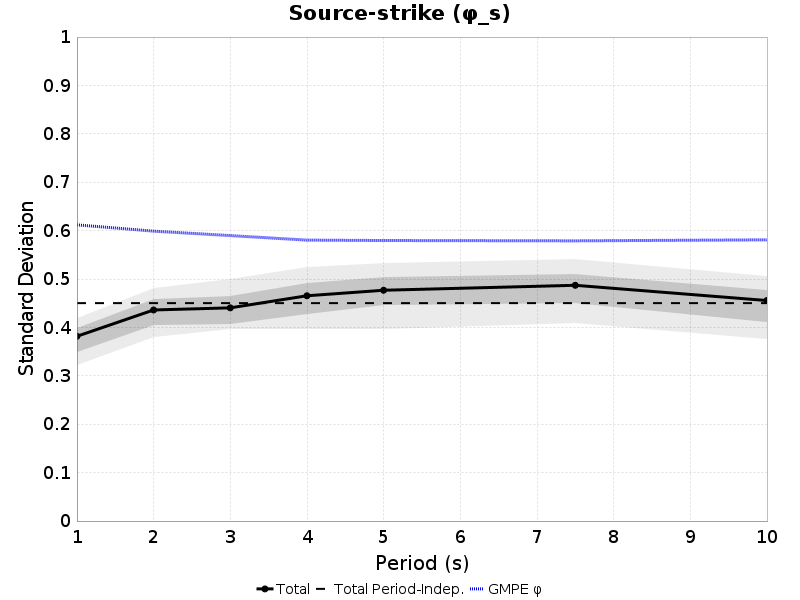 Source-strike (φ_s)
1
0.9
0.8
0.7
0.6
0.5
0.4
0.3
0.2
0.1
0
Standard Deviation
1 2 3 4 5 6 7 8 9 10
Period (s)
Total Total Period-Indep. GMPE φ